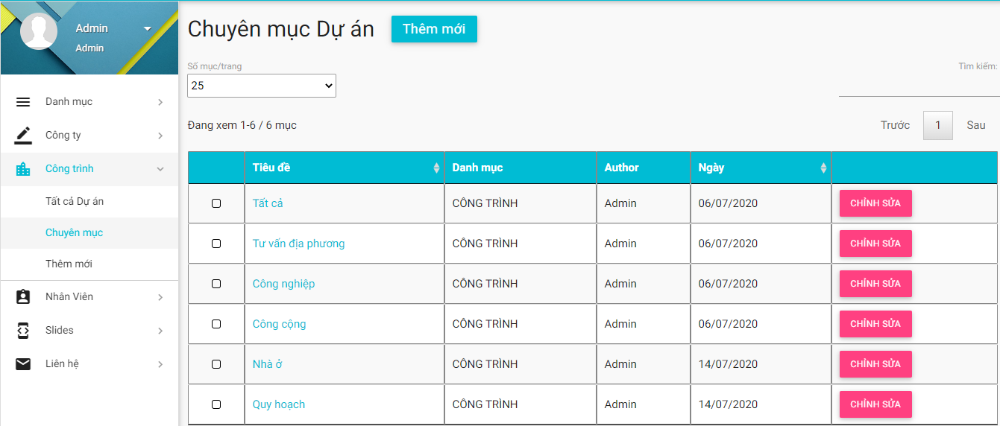 Admin
Admin
Danh mục
Công ty
Công trình
Tất cả Dự án
Chuyên mục
Thêm mới
Nhân Viên
Slides
Liên hệ
Chuyên mục Dự án Thêm mới
Số mục/trang Tìm kiếm:
25
Đang xem 1-6 / 6 mục Trước 1 Sau
Tiêu đề Danh mục Author Ngày
Tất cả CÔNG TRÌNH Admin 06/07/2020 CHỈNH SỬA
Tư vấn địa phương CÔNG TRÌNH Admin 06/07/2020 CHỈNH SỬA
Công nghiệp CÔNG TRÌNH Admin 06/07/2020 CHỈNH SỬA
Công cộng CÔNG TRÌNH Admin 06/07/2020 CHỈNH SỬA
Nhà ở CÔNG TRÌNH Admin 14/07/2020 CHỈNH SỬA
Quy hoạch CÔNG TRÌNH Admin 14/07/2020 CHỈNH SỬA